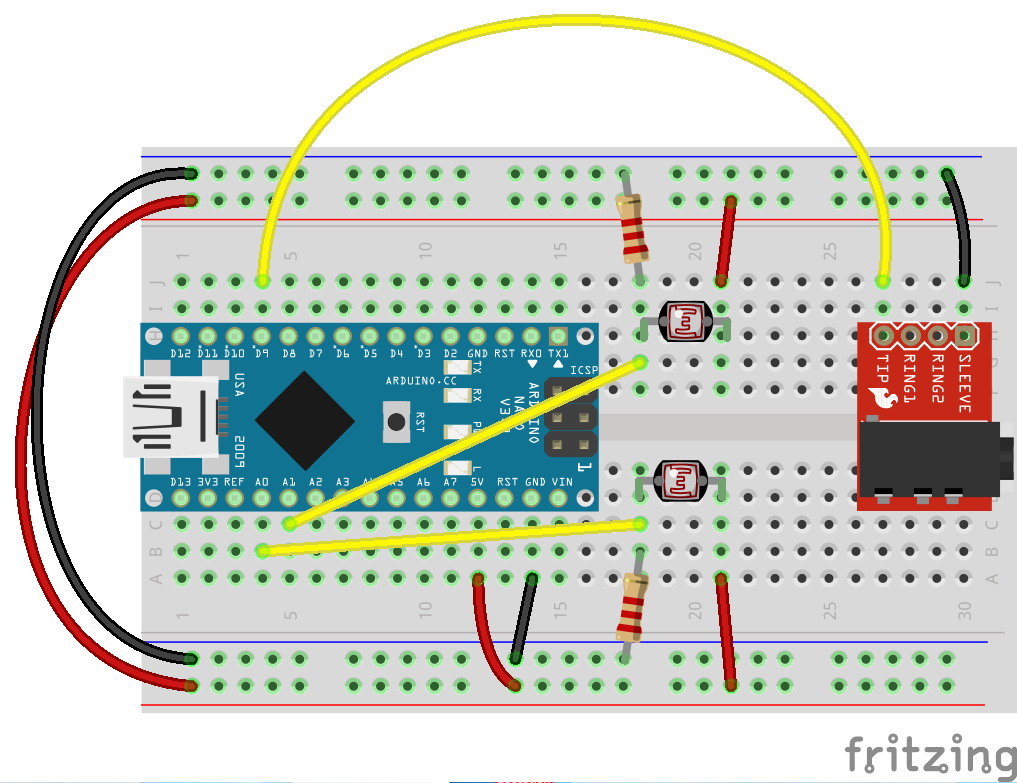 1 5 10 15 20 25
J J
I I
H
D12 D11 D10 D9 D8 D7 D6 D5 D4 D3 D2 GND RST RX0 TX1
TX
RX
ICSP
ARDUINO.CC
USA
2009
RST
ARDUINO
NANO
V3.0
L
1
TIP
RING1
RING2
SLEEVE
D13 3V3 REF A0 A1 A2 A3 A5 A6 A7 5V RST GND VIN
D
C C
B B
A A
1 5 10 15 20 25 30
fritzing